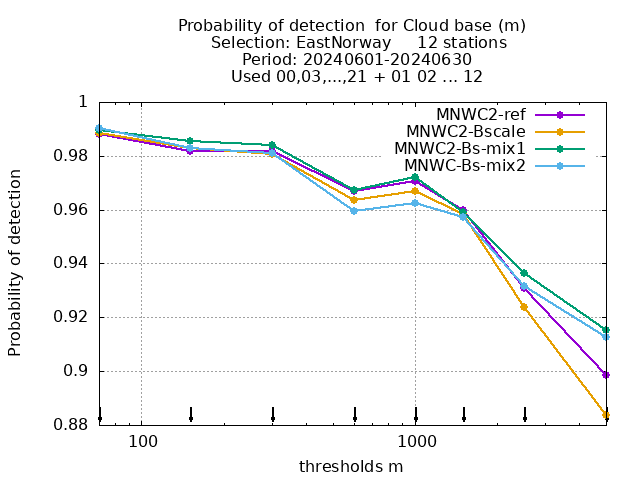 Probability of detection  for Cloud base (m)
Selection: EastNorway     12 stations
Period: 20240601-20240630
Used 00,03,...,21 + 01 02 ... 12
MNWC2-ref
MNWC2-Bscale
MNWC2-Bs-mix1
MNWC-Bs-mix2
Probability of detection
1
0.98
0.96
0.94
0.92
0.9
0.88
100
1000
thresholds m